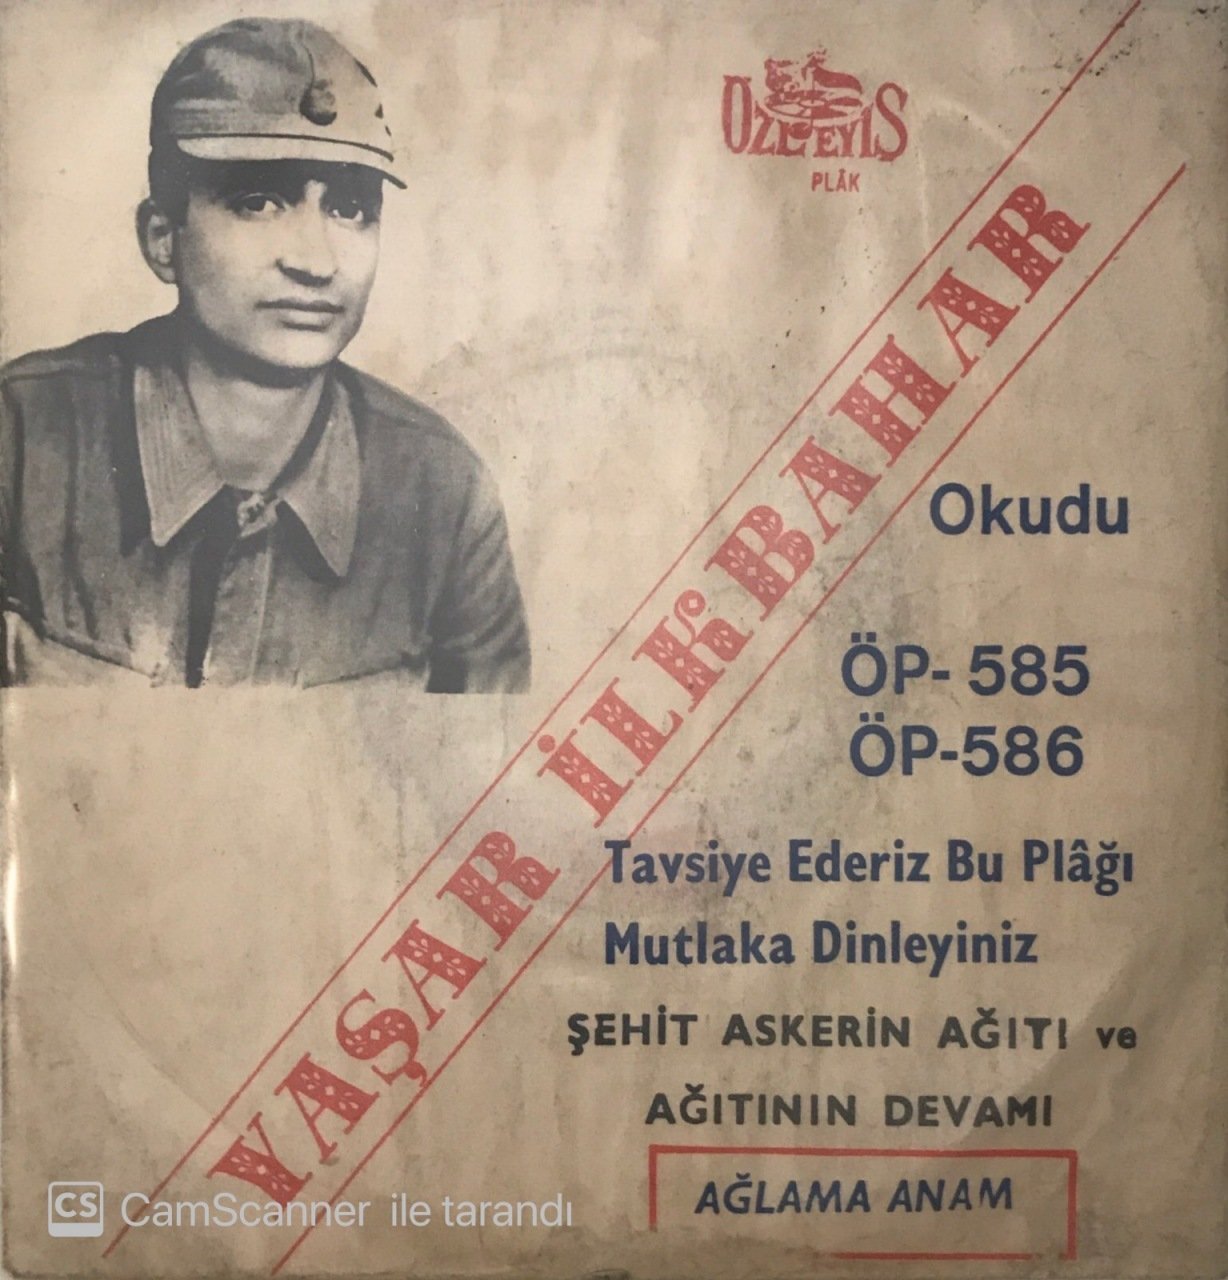 ÖZLEYİŞ
PLÂK
YAŞAR İLKBAHAR
Okudu
ÖP- 585
ÖP-586
Tavsiye Ederiz Bu Plâğı
Mutlaka Dinleyiniz
ŞEHİT ASKERİN AĞITI ve
AĞITININ DEVAMI
AĞLAMA ANAM
CS CamScanner ile tarandı